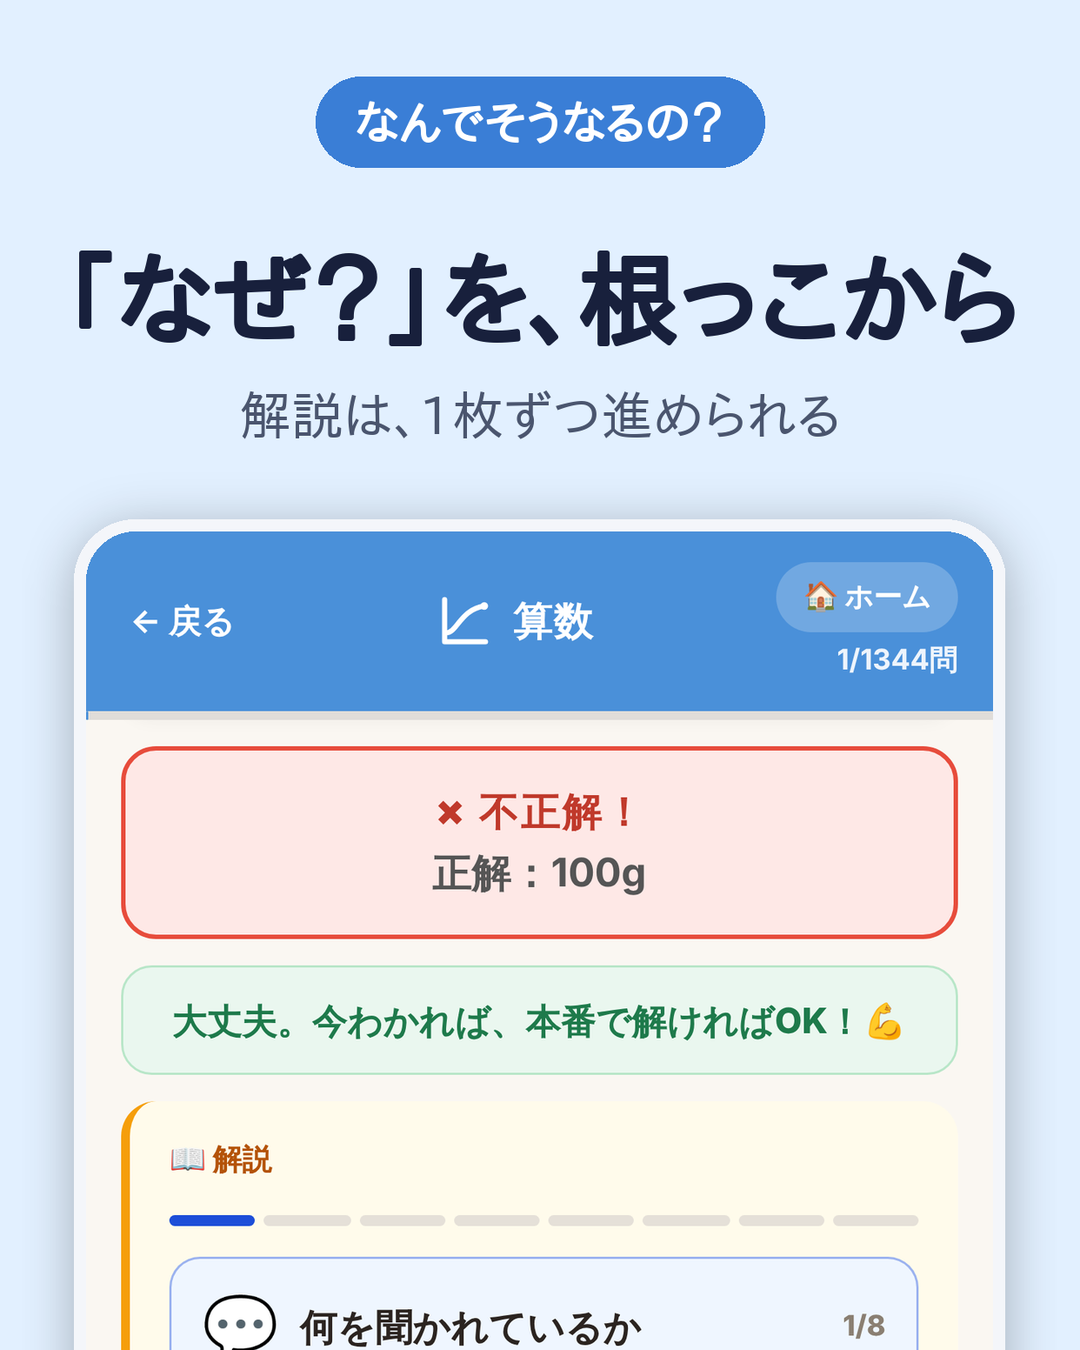 なんでそうなるの？
「なぜ？」を、根っこから
解説は、1枚ずつ進められる
← 戻る
算数
🏠 ホーム
1/1344問
✖ 不正解！
正解：100g
大丈夫。今わかれば、本番で解ければOK！💪
📖 解説
💬 何を聞かれているか
1/8